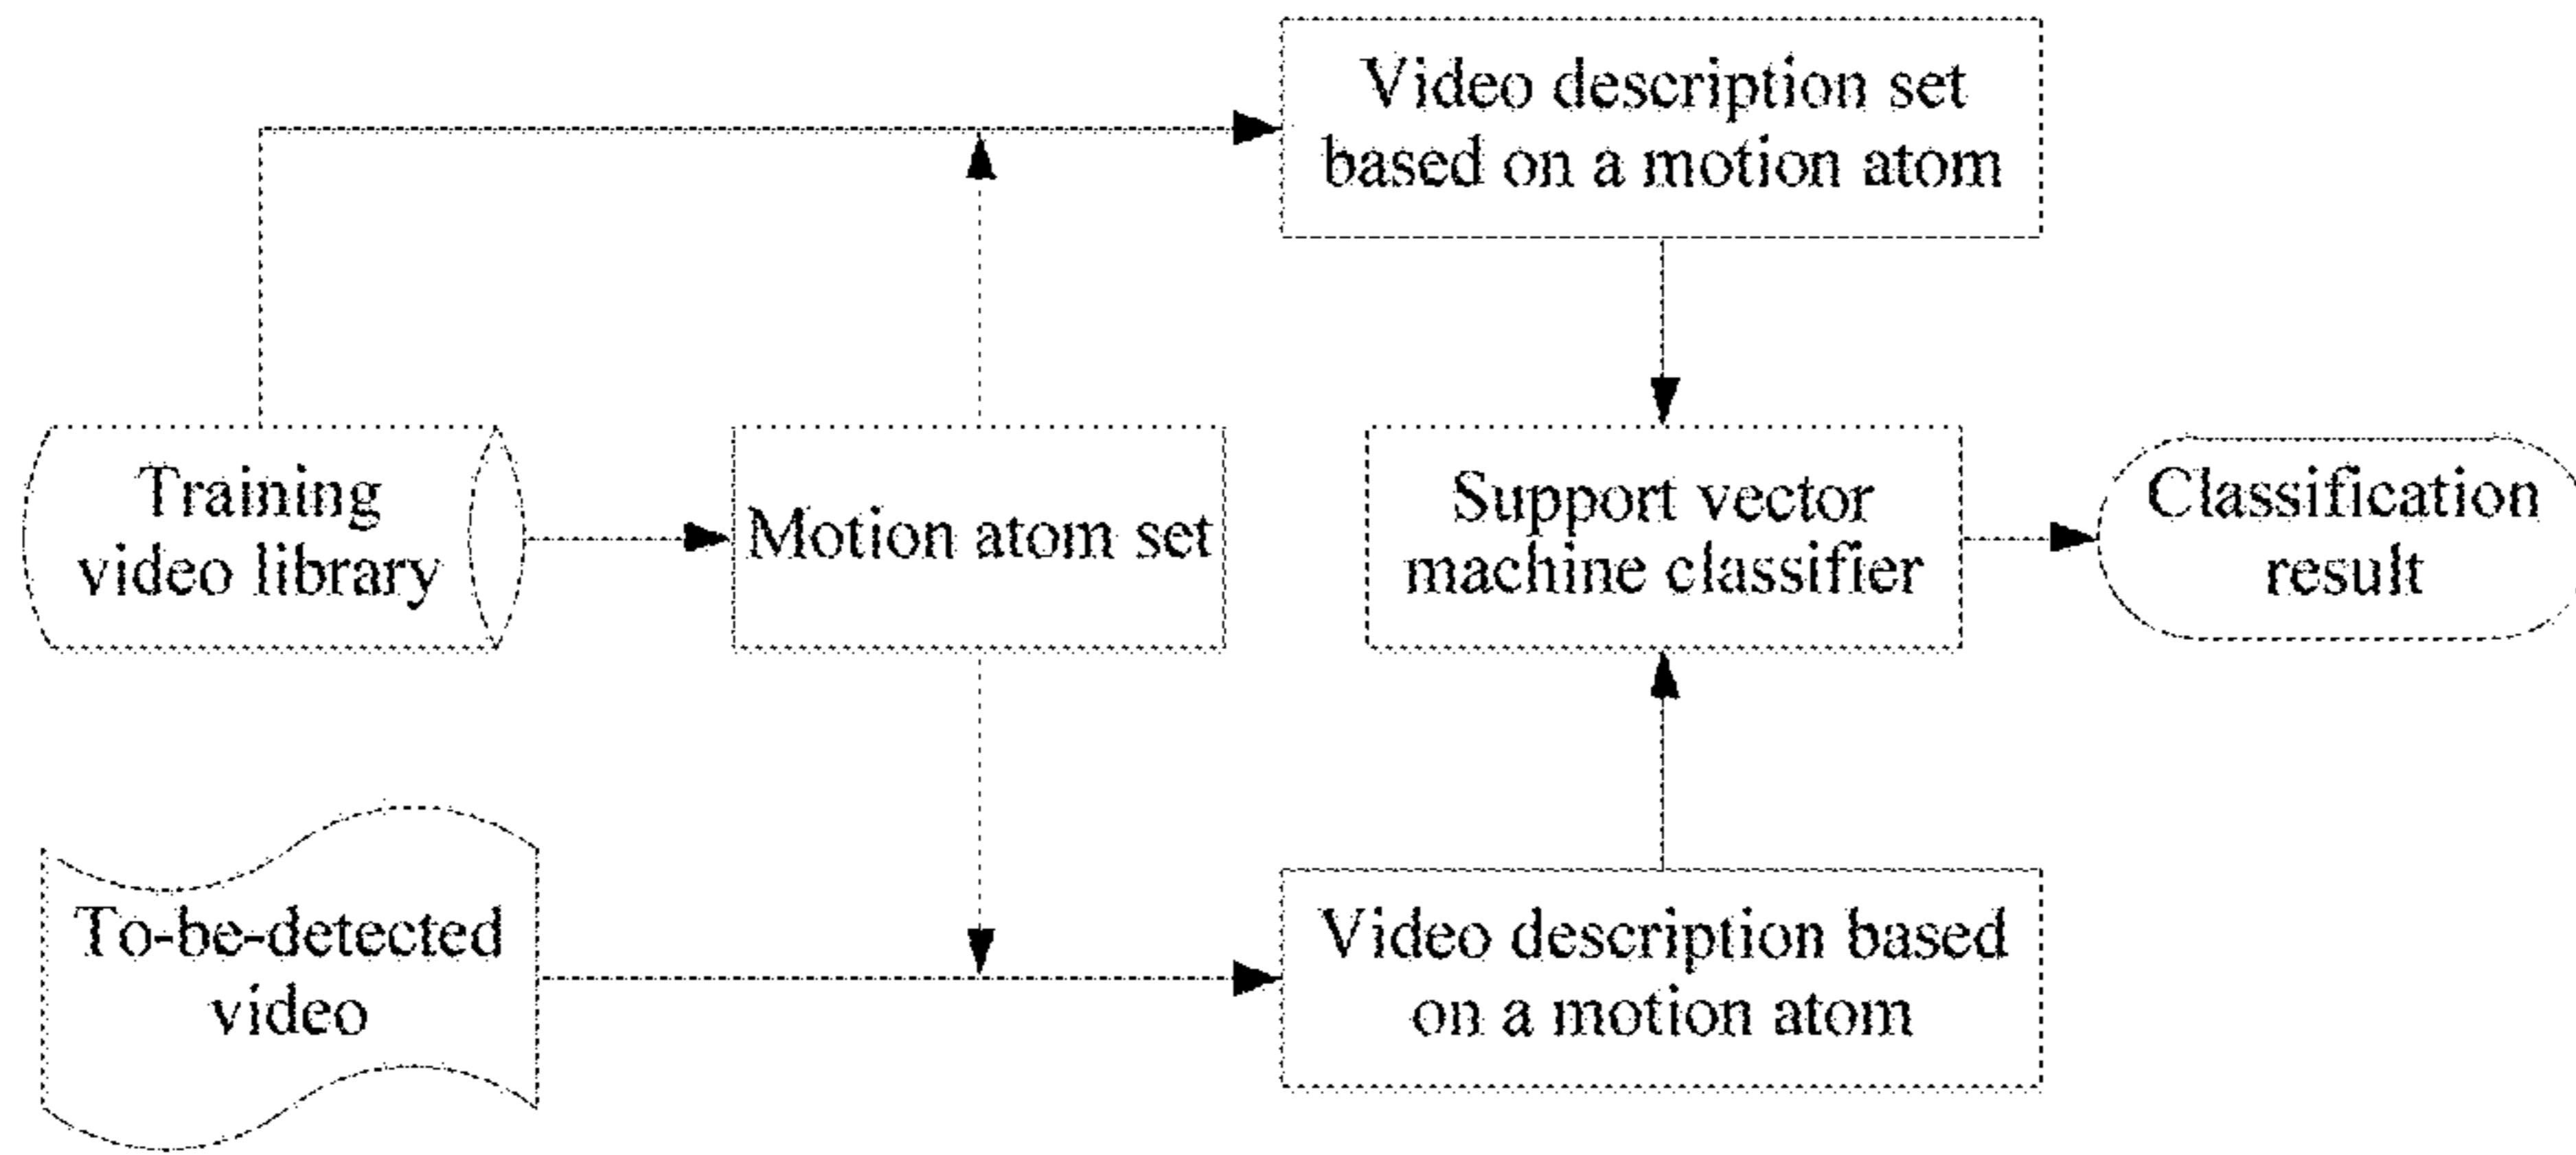 Video description set
based on a motion atom
Training
video library
Motion atom set
Support vector
machine classifier
Classification
result
To-be-detected
video
Video description based
on a motion atom